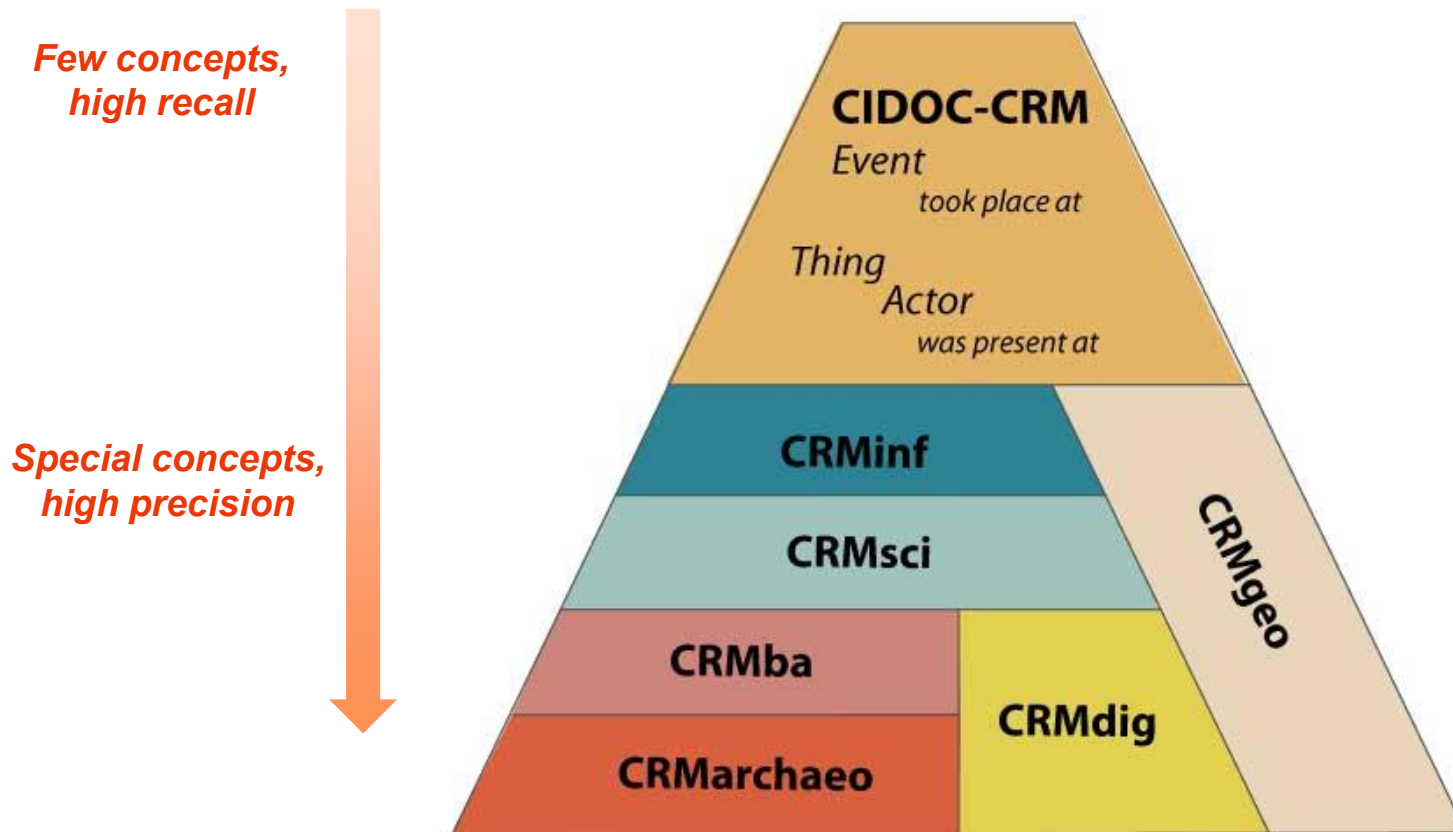 Few concepts,
high recall
Special concepts,
high precision
CIDOC-CRM
Event
took place at
Thing
Actor
was present at
CRMinf
CRMsci
CRMgeo
CRMba
CRMdig
CRMarchaeo